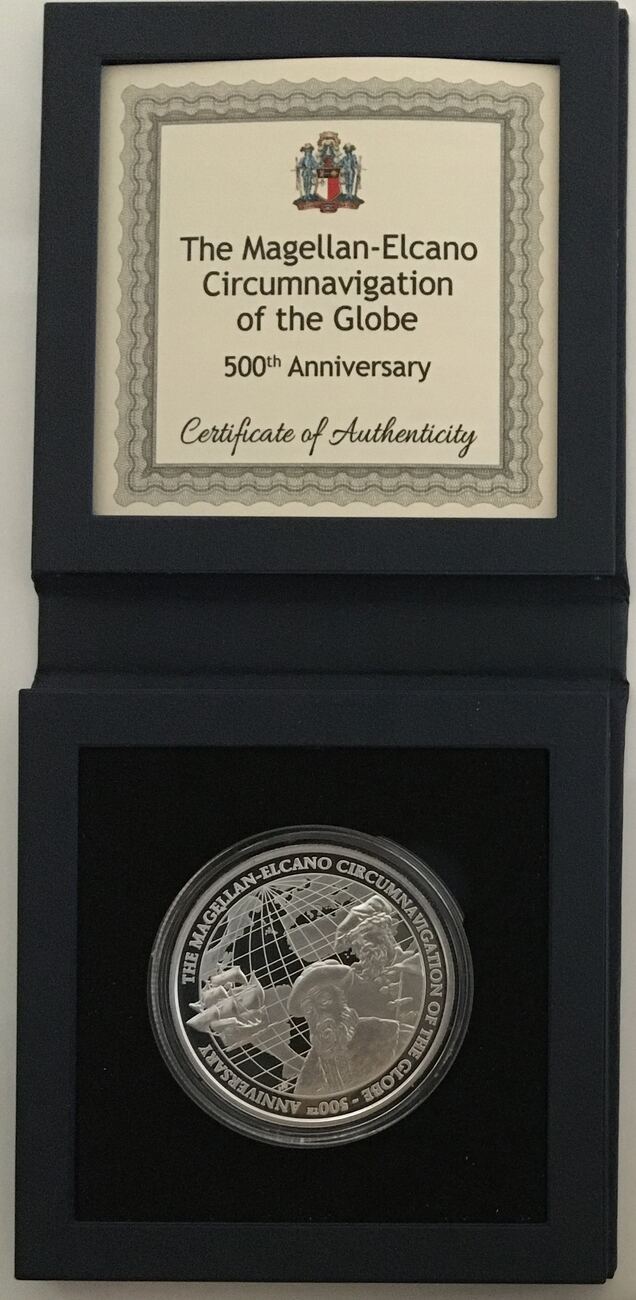 The Magellan-Elcano
Circumnavigation
of the Globe
500th Anniversary
Certificate of Authenticity
THE MAGELLAN-ELCANO CIRCUMNAVIGATION OF THE GLOBE - 500TH ANNIVERSARY